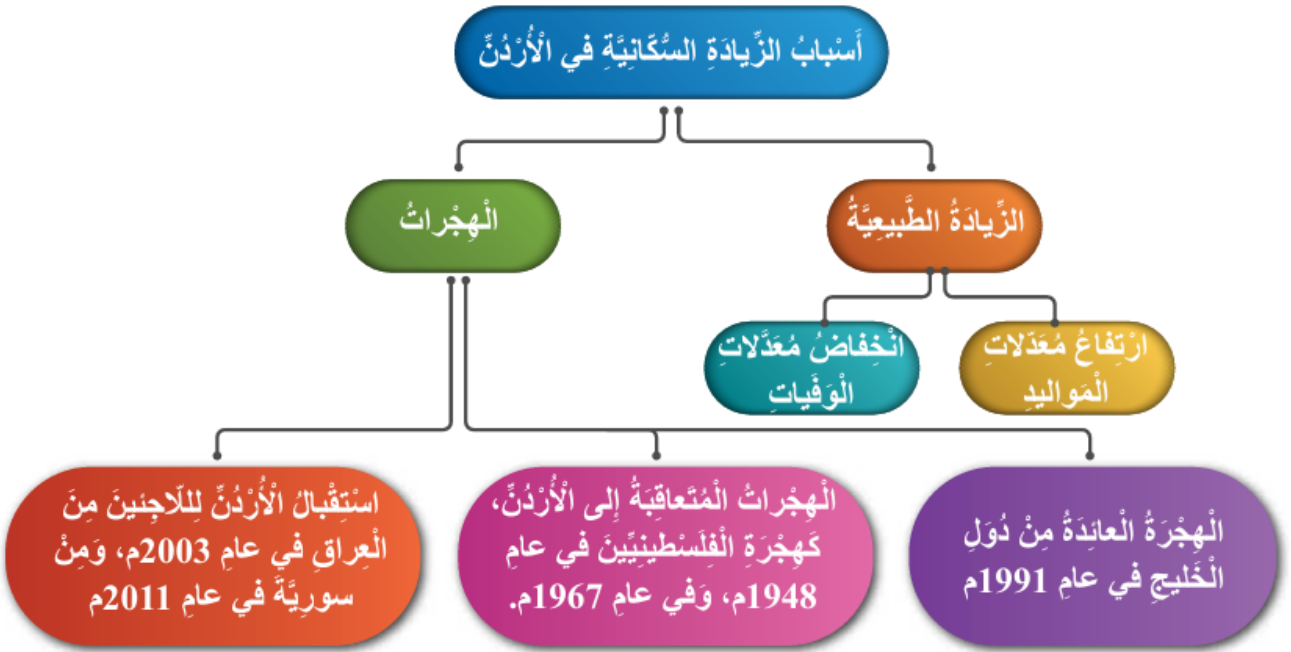 أَسْبابُ الزِّيادَةِ السُّكّانِيَّةِ في الْأُرْدُنِّ
الزِّيادَةُ الطَّبيعِيَّةُ
الْهِجْراتُ
ارْتِفاعُ مُعَدّلاتِ
الْمَواليدِ
انْخِفاضُ مُعَدَّلاتِ
الْوَفَياتِ
الْهِجْرَةُ الْعائِدَةُ مِنْ دُوَلِ
الْخَليجِ في عامِ 1991م
الْهِجْراتُ الْمُتَعاقِبَةُ إِلى الْأُرْدُنِّ،
كَهِجْرَةِ الْفِلَسْطينِيّينَ في عامِ
1948م، وَفي عامِ 1967م.
اسْتِقْبالُ الْأُرْدُنِّ لِلّاجِئينَ مِنَ
الْعِراقِ في عامِ 2003م، وَمِنْ
سورِيَّةَ في عامِ 2011م